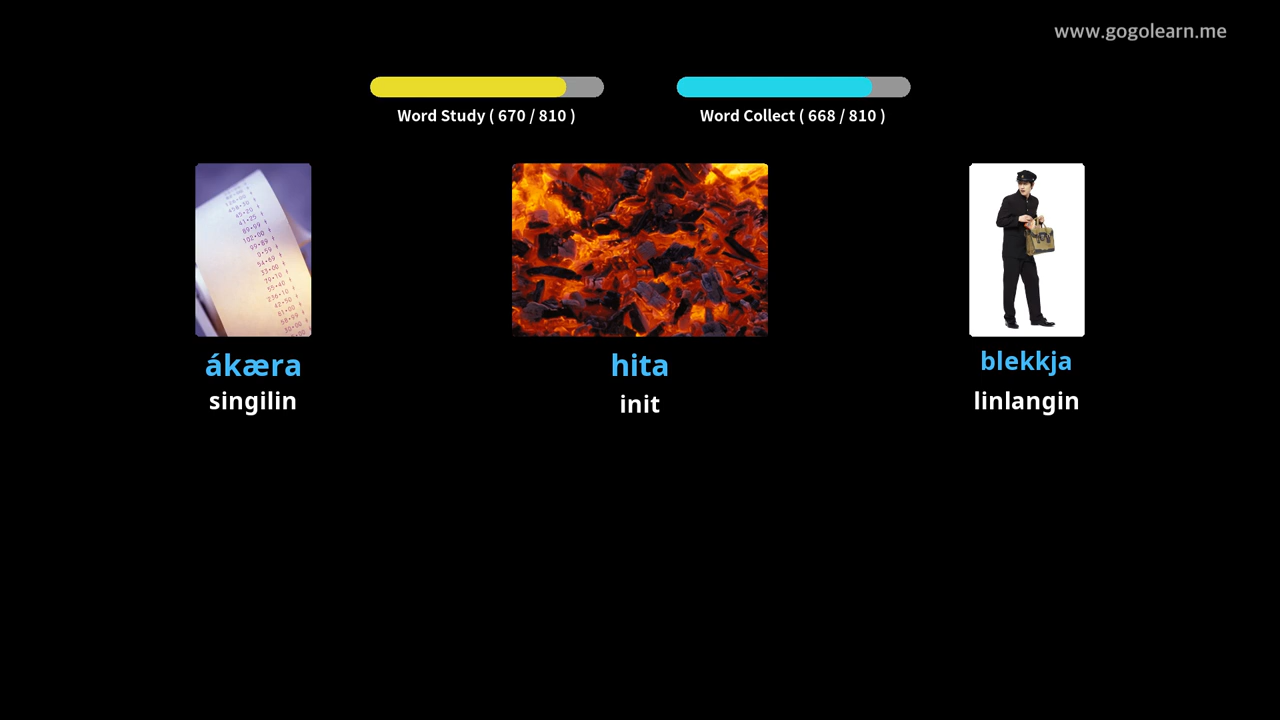 www.gogolearn.me
Word Study ( 670 / 810 )
Word Collect ( 668 / 810 )
ákæra
singilin
hita
init
blekkja
linlangin